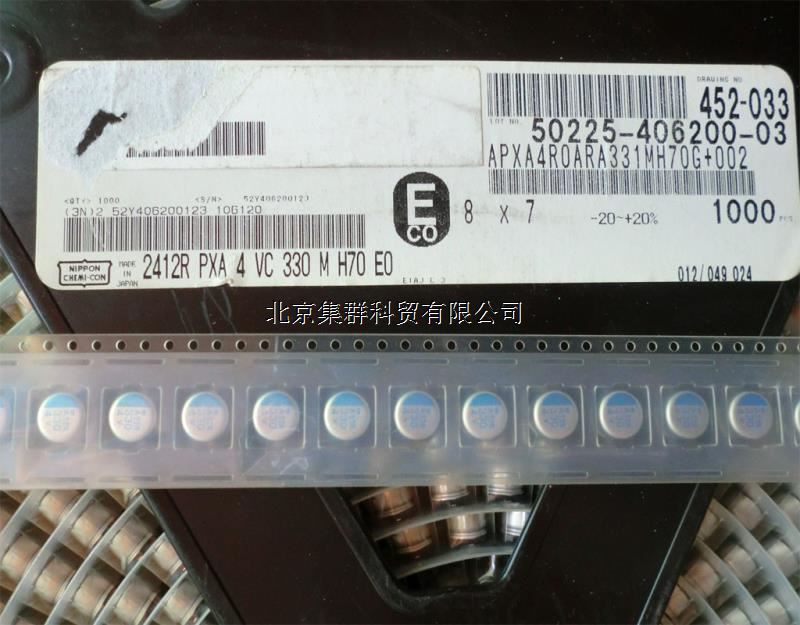 DRAWING NO
452-033
LOT NO.
50225-406200-03
APXA4R0ARA331MH70G+002
<QTY> 1000 <S/N> 52Y406200123
(3N)2 52Y406200123 10G120
E
CO
8 X 7 -20~+20% 1000 PCS.
NIPPON
CHEMI-CON
MADE
IN
JAPAN
2412R PXA 4 VC 330 M H70 E0
012/049 024
北京集群科贸有限公司